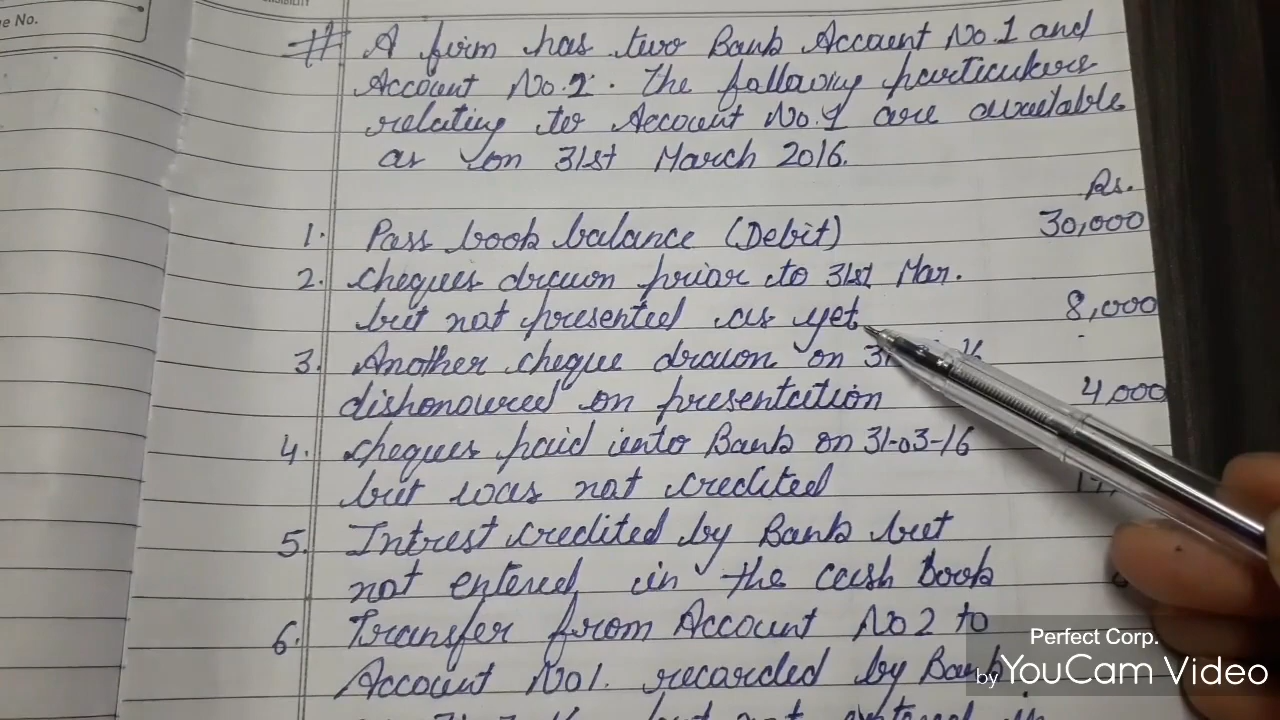 e No.
# A firm has two Bank Account No.1 and
Account No.2. The following particulars
relating to Account No.1 are available
as on 31st March 2016.
Rs.
1. Pass book balance (Debit) 30,000
2. Cheques drawn prior to 31st Mar.
but not presented as yet 8,000
3. Another cheque drawn on
dishonoured on presentation 4,000
4. Cheques paid into Bank on 31-03-16
but was not credited
5. Intrest credited by Bank but
not entered in the cash book
6. Transfer from Account No 2 to
Account No1. recorded by Bank
but not entered in
Perfect Corp.
by YouCam Video